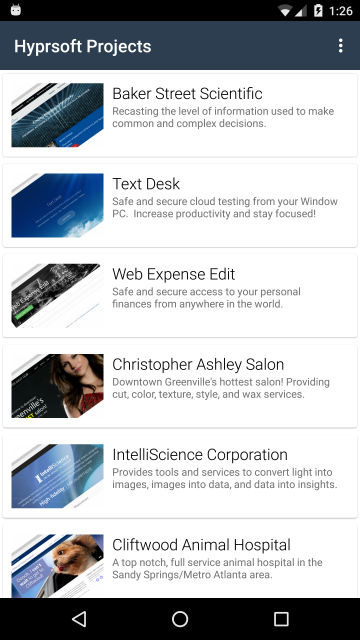 1:26
Hyprsoft Projects
Baker Street Scientific
Recasting the level of information used to make
common and complex decisions.
Text Desk
TEXT DESK
Safe and secure cloud testing from your Window
PC. Increase productivity and stay focused!
Web Expense Edit
Safe and secure access to your personal
finances from anywhere in the world.
Christopher Ashley Salon
Downtown Greenville's hottest salon! Providing
cut, color, texture, style, and wax services.
IntelliScience Corporation
Provides tools and services to convert light into
images, images into data, and data into insights.
Cliftwood Animal Hospital
A top notch, full service animal hospital in the
Sandy Springs/Metro Atlanta area.